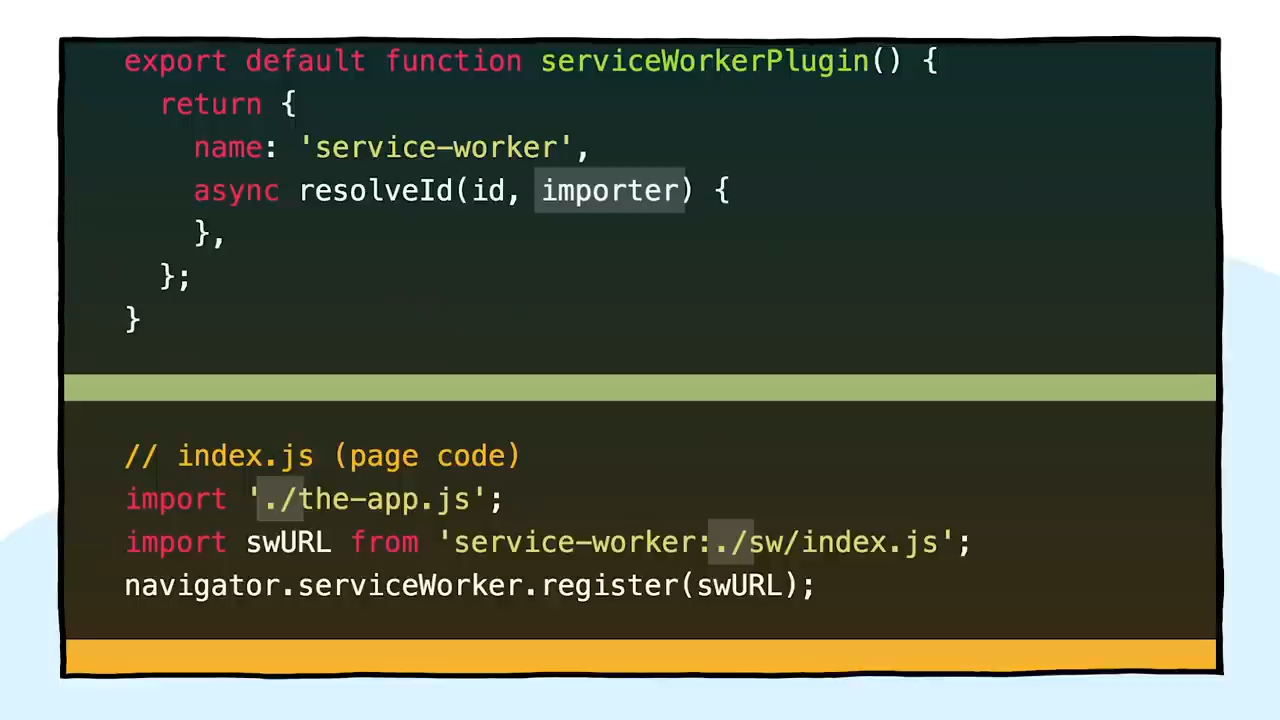 export default function serviceWorkerPlugin() {
return {
name: 'service-worker',
async resolveId(id, importer) {
},
};
}
// index.js (page code)
import './the-app.js';
import swURL from 'service-worker:./sw/index.js';
navigator.serviceWorker.register(swURL);